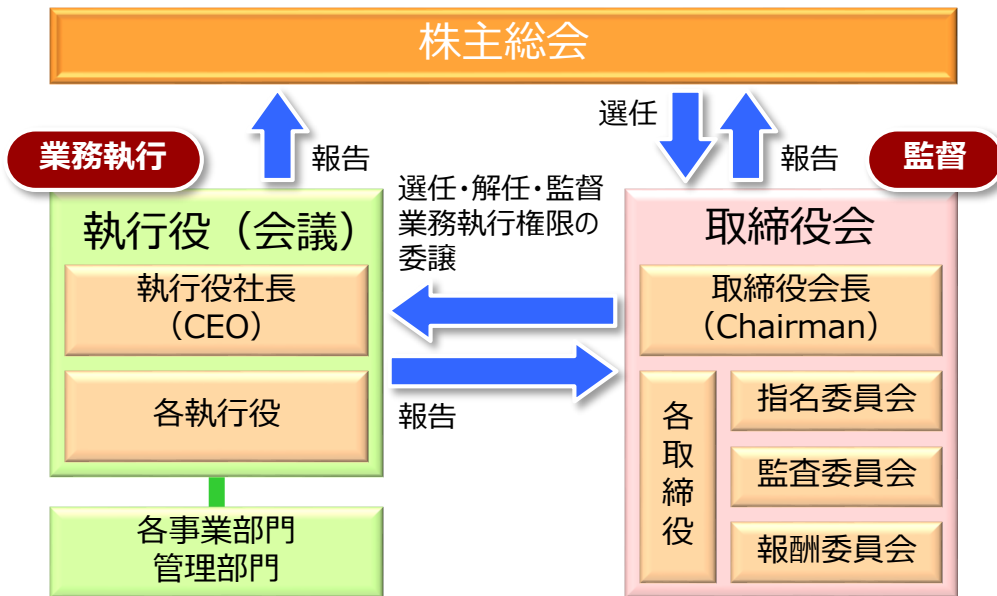 株主総会
選任
報告
報告
業務執行
監督
選任・解任・監督
業務執行権限の
委譲
執行役（会議）
執行役社長
（CEO）
各執行役
報告
各事業部門
管理部門
取締役会
取締役会長
（Chairman）
各取締役
指名委員会
監査委員会
報酬委員会